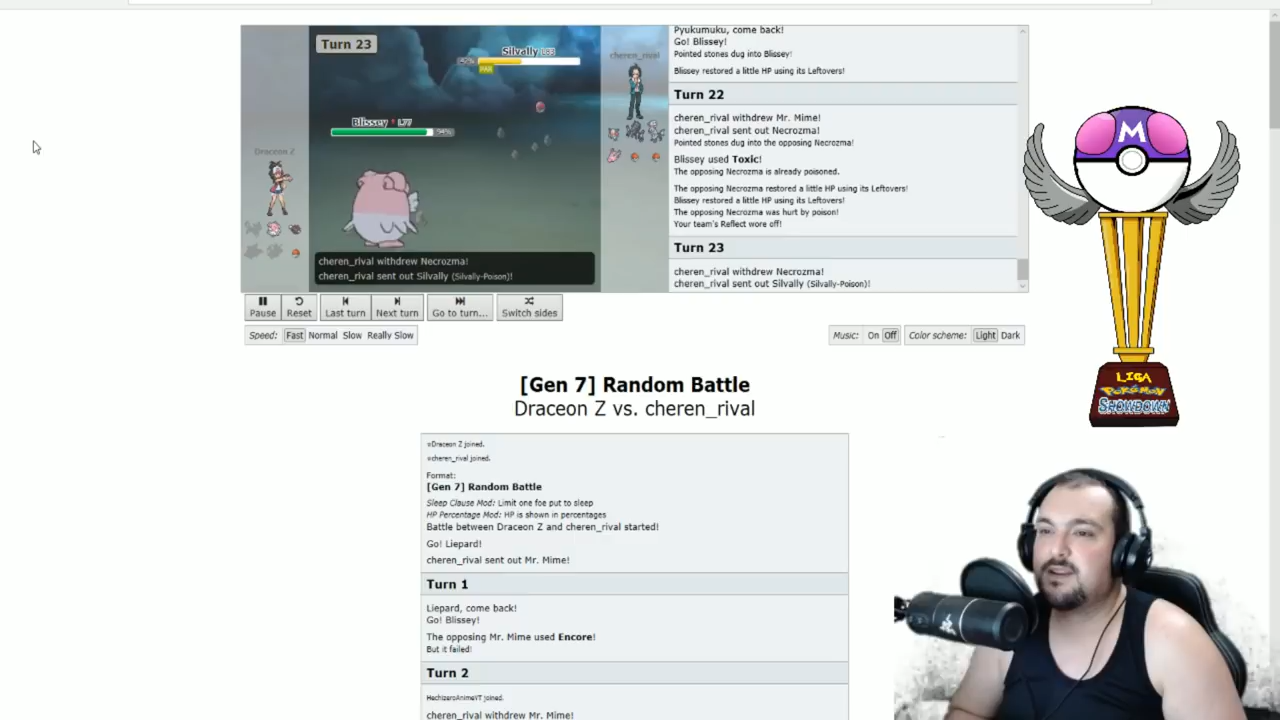 Turn 23
Silvally L83
PAR
Blissey L77
94%
Draceon Z
cheren_rival
cheren_rival withdrew Necrozma!
cheren_rival sent out Silvally (Silvally-Poison)!
Pyukumuku, come back!
Go! Blissey!
Pointed stones dug into Blissey!
Blissey restored a little HP using its Leftovers!
Turn 22
cheren_rival withdrew Mr. Mime!
cheren_rival sent out Necrozma!
Pointed stones dug into the opposing Necrozma!
Blissey used Toxic!
The opposing Necrozma is already poisoned.
The opposing Necrozma restored a little HP using its Leftovers!
Blissey restored a little HP using its Leftovers!
The opposing Necrozma was hurt by poison!
Your team's Reflect wore off!
Turn 23
cheren_rival withdrew Necrozma!
cheren_rival sent out Silvally (Silvally-Poison)!
Pause
Reset
Last turn
Next turn
Go to turn...
Switch sides
Speed: Fast Normal Slow Really Slow
Music: On Off
Color scheme: Light Dark
M
LIGA
POKÉMON
SHOWDOWN
[Gen 7] Random Battle
Draceon Z vs. cheren_rival
Draceon Z joined.
cheren_rival joined.
Format:
[Gen 7] Random Battle
Sleep Clause Mod: Limit one foe put to sleep
HP Percentage Mod: HP is shown in percentages
Battle between Draceon Z and cheren_rival started!
Go! Liepard!
cheren_rival sent out Mr. Mime!
Turn 1
Liepard, come back!
Go! Blissey!
The opposing Mr. Mime used Encore!
But it failed!
Turn 2
HechizeroAnimeYT joined.
cheren_rival withdrew Mr. Mime!